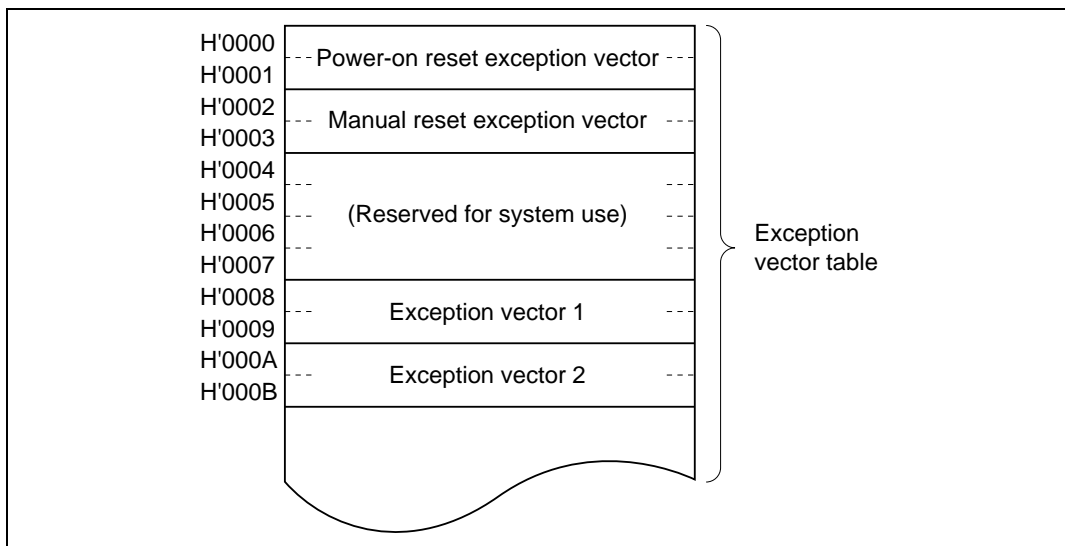 H'0000
Power-on reset exception vector
H'0001
H'0002
Manual reset exception vector
H'0003
H'0004
H'0005
(Reserved for system use)
H'0006
H'0007
H'0008
Exception vector 1
H'0009
H'000A
Exception vector 2
H'000B
Exception
vector table